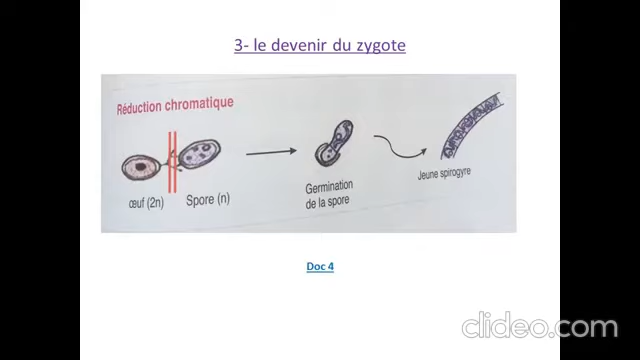 3- le devenir du zygote
Réduction chromatique
œuf (2n)
Spore (n)
Germination
de la spore
Jeune spirogyre
Doc 4
clideo.com